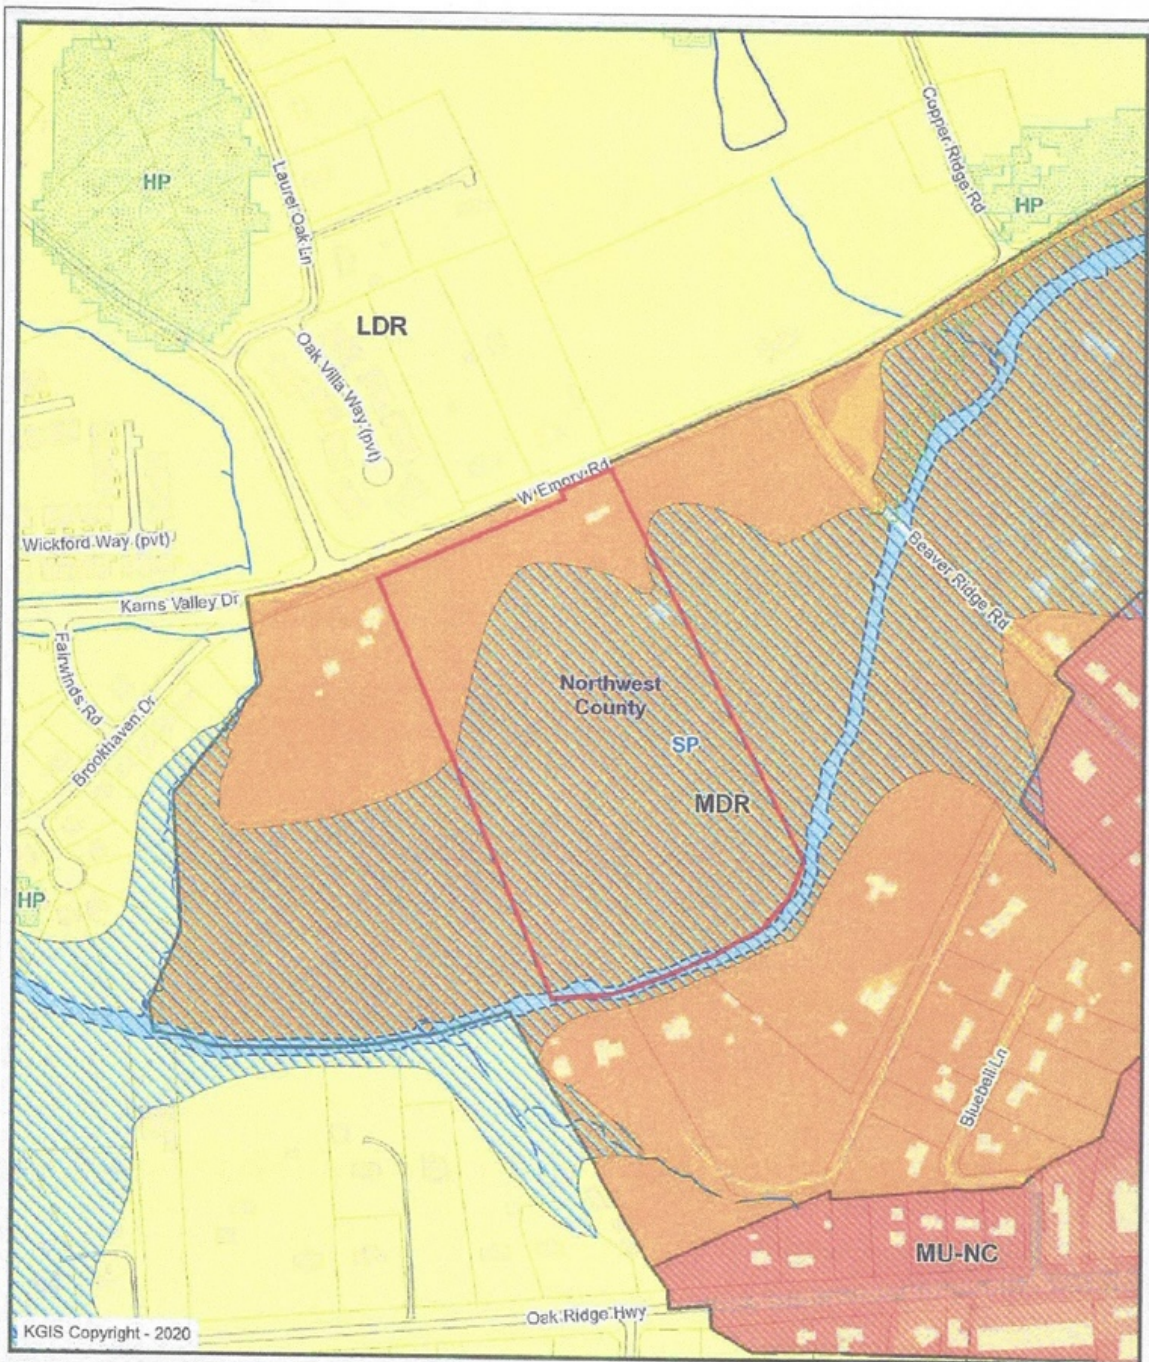 HP
Laurel Oak Ln
Copper Ridge Rd
HP
LDR
Oak Villa Way (pvt)
W Emory Rd
Wickford Way (pvt)
Beaver Ridge Rd
Karns Valley Dr
Fairwinds Rd
Northwest
County
Brookhaven Dr
SP
MDR
HP
Bluebell Ln
MU-NC
Oak Ridge Hwy
KGIS Copyright - 2020